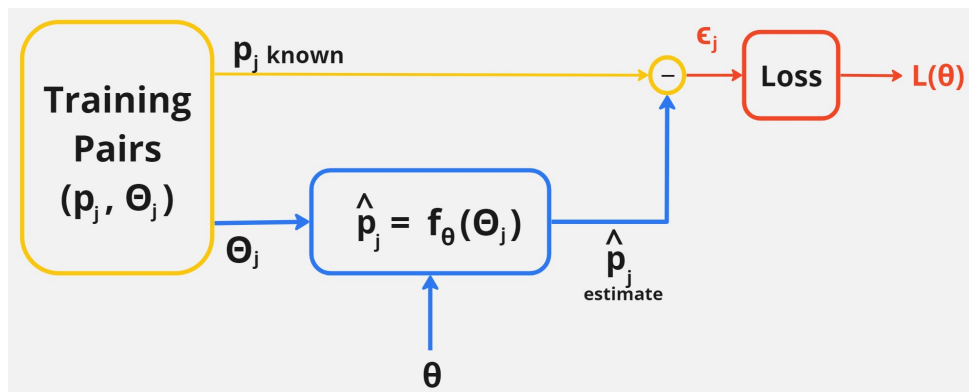 p_j known
ϵ_j
Training
Pairs
(p_j, Θ_j)
−
Loss
L(θ)
Θ_j
p̂_j = f_θ(Θ_j)
p̂_j
estimate
θ